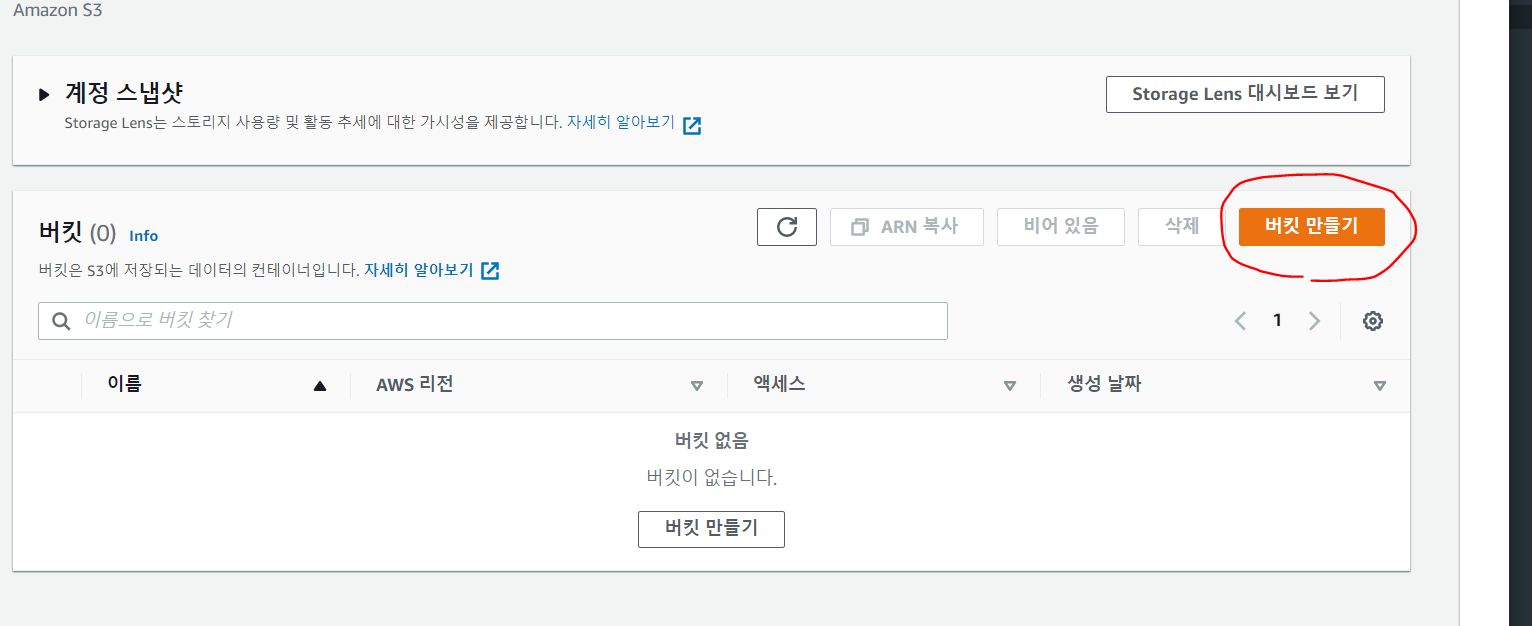 Amazon S3
계정 스냅샷
Storage Lens 대시보드 보기
Storage Lens는 스토리지 사용량 및 활동 추세에 대한 가시성을 제공합니다. 자세히 알아보기
버킷 (0) Info
ARN 복사
비어 있음
삭제
버킷 만들기
버킷은 S3에 저장되는 데이터의 컨테이너입니다. 자세히 알아보기
이름으로 버킷 찾기
1
이름
AWS 리전
액세스
생성 날짜
버킷 없음
버킷이 없습니다.
버킷 만들기